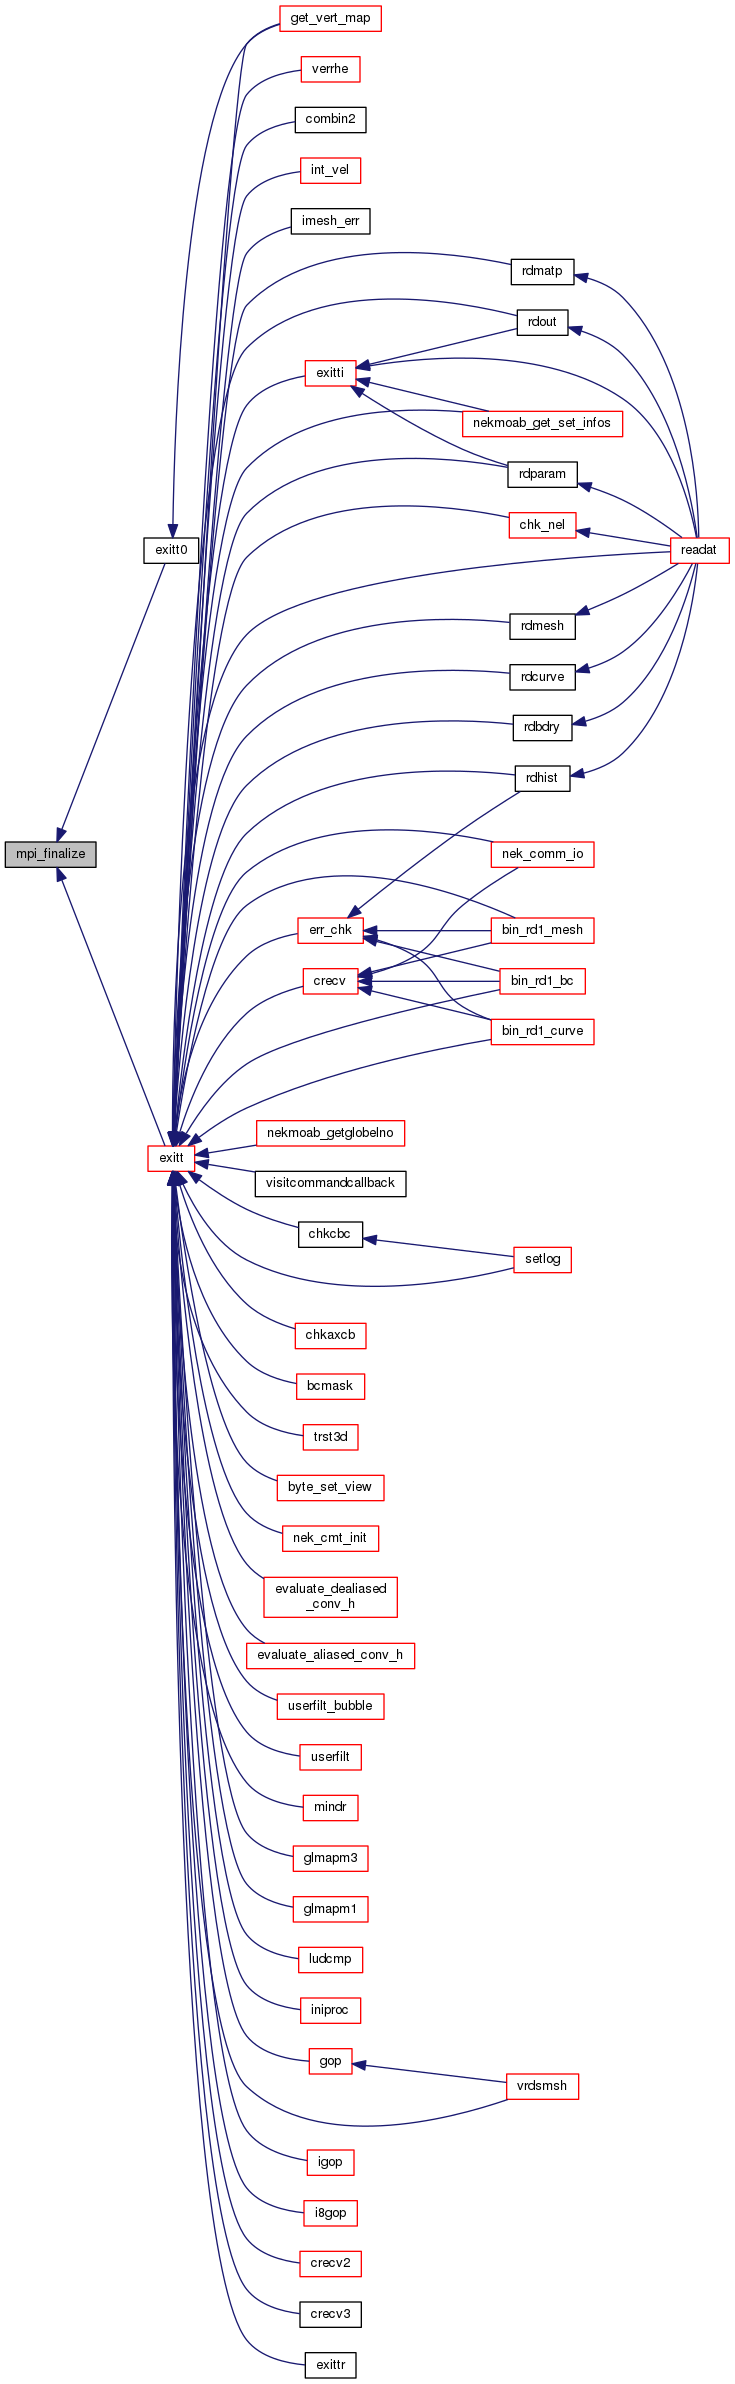 get_vert_map
verrhe
combin2
int_vel
imesh_err
rdmatp
rdout
exitti
nekmoab_get_set_infos
rdparam
chk_nel
exitt0
readat
rdmesh
rdcurve
rdbdry
rdhist
mpi_finalize
nek_comm_io
err_chk
bin_rd1_mesh
crecv
bin_rd1_bc
bin_rd1_curve
nekmoab_getglobelno
exitt
visitcommandcallback
chkcbc
setlog
chkaxcb
bcmask
trst3d
byte_set_view
nek_cmt_init
evaluate_dealiased
_conv_h
evaluate_aliased_conv_h
userfilt_bubble
userfilt
mindr
glmapm3
glmapm1
ludcmp
iniproc
gop
vrdsmsh
igop
i8gop
crecv2
crecv3
exittr